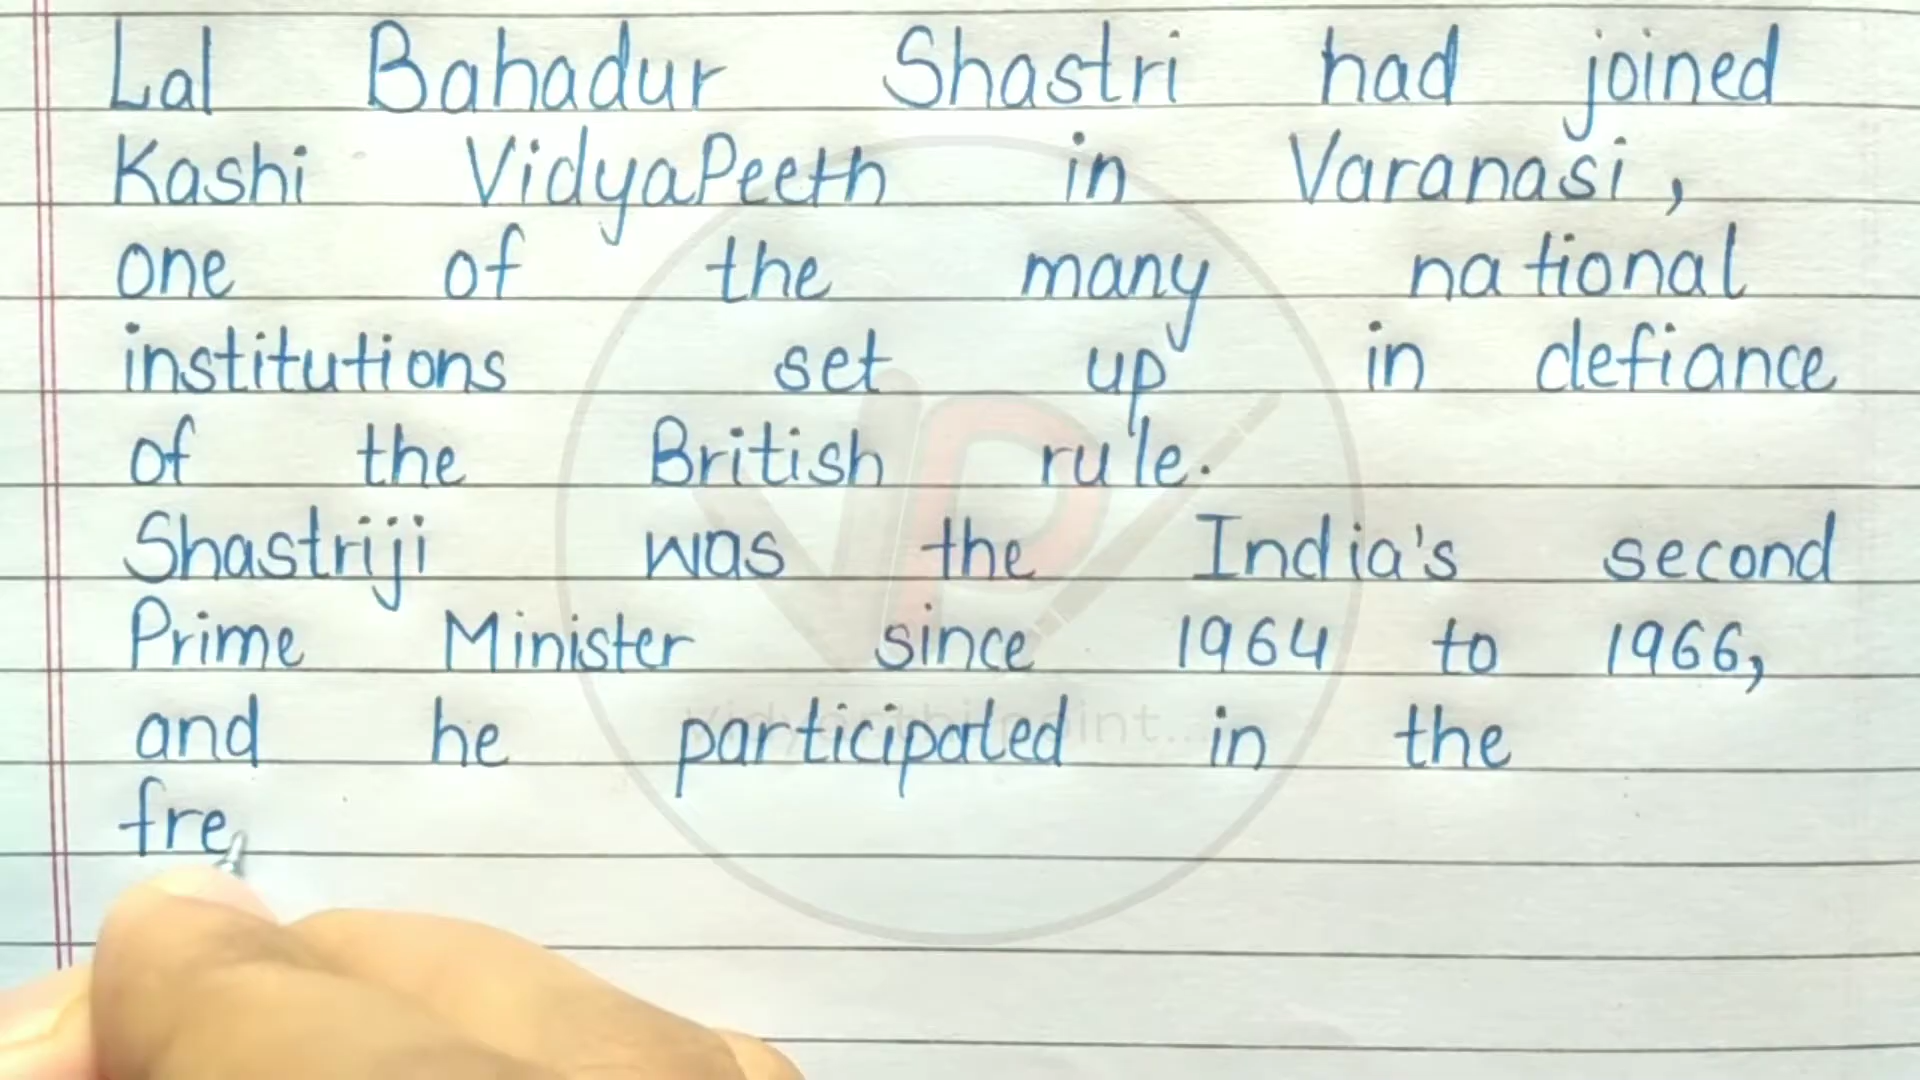 Lal Bahadur Shastri had joined
Kashi VidyaPeeth in Varanasi,
one of the many national
institutions set up in defiance
of the British rule.
Shastriji was the India's second
Prime Minister since 1964 to 1966,
and he participated in the
fre